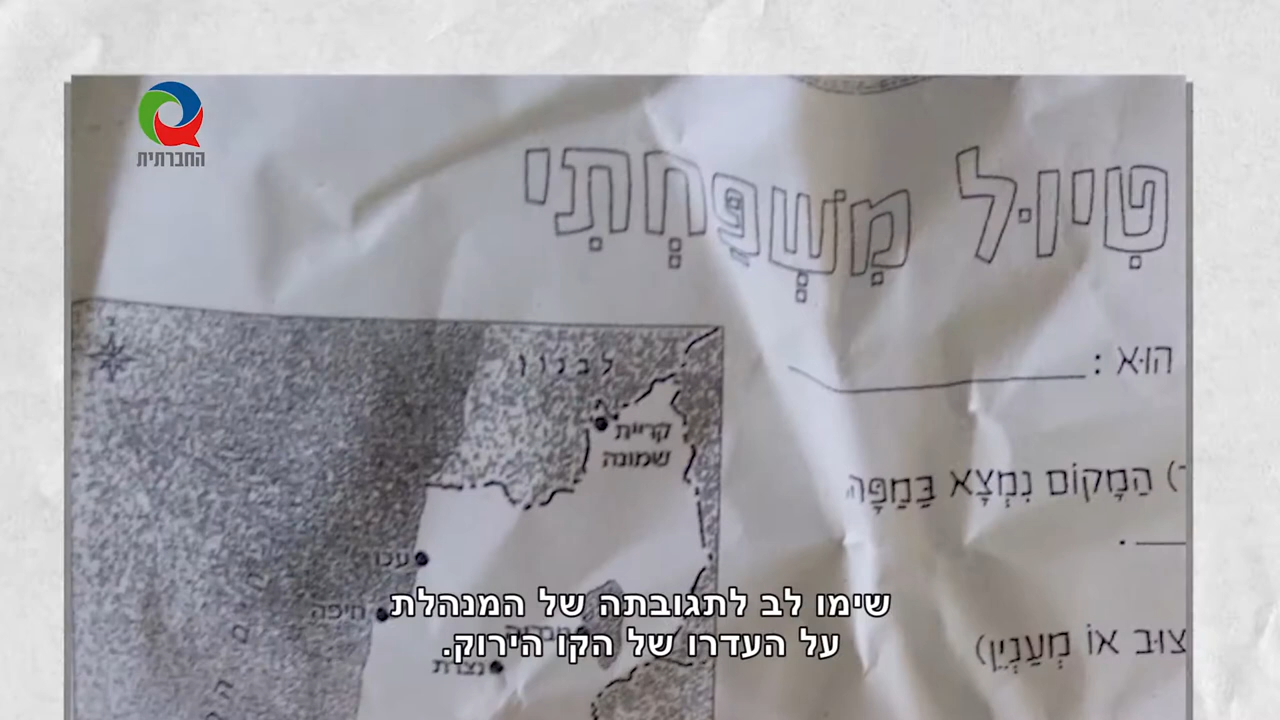 החברתית
טִיּוּל מִשְׁפַּחְתִּי
הוּא :
לבנון
קריית
שמונה
הַמָּקוֹם נִמְצָא בַּמַּפָּה
עכו
חיפה
שימו לב לתגובתה של המנהלת
על העדרו של הקו הירוק.
אוֹ מְעַנְיֵן)
נצרת